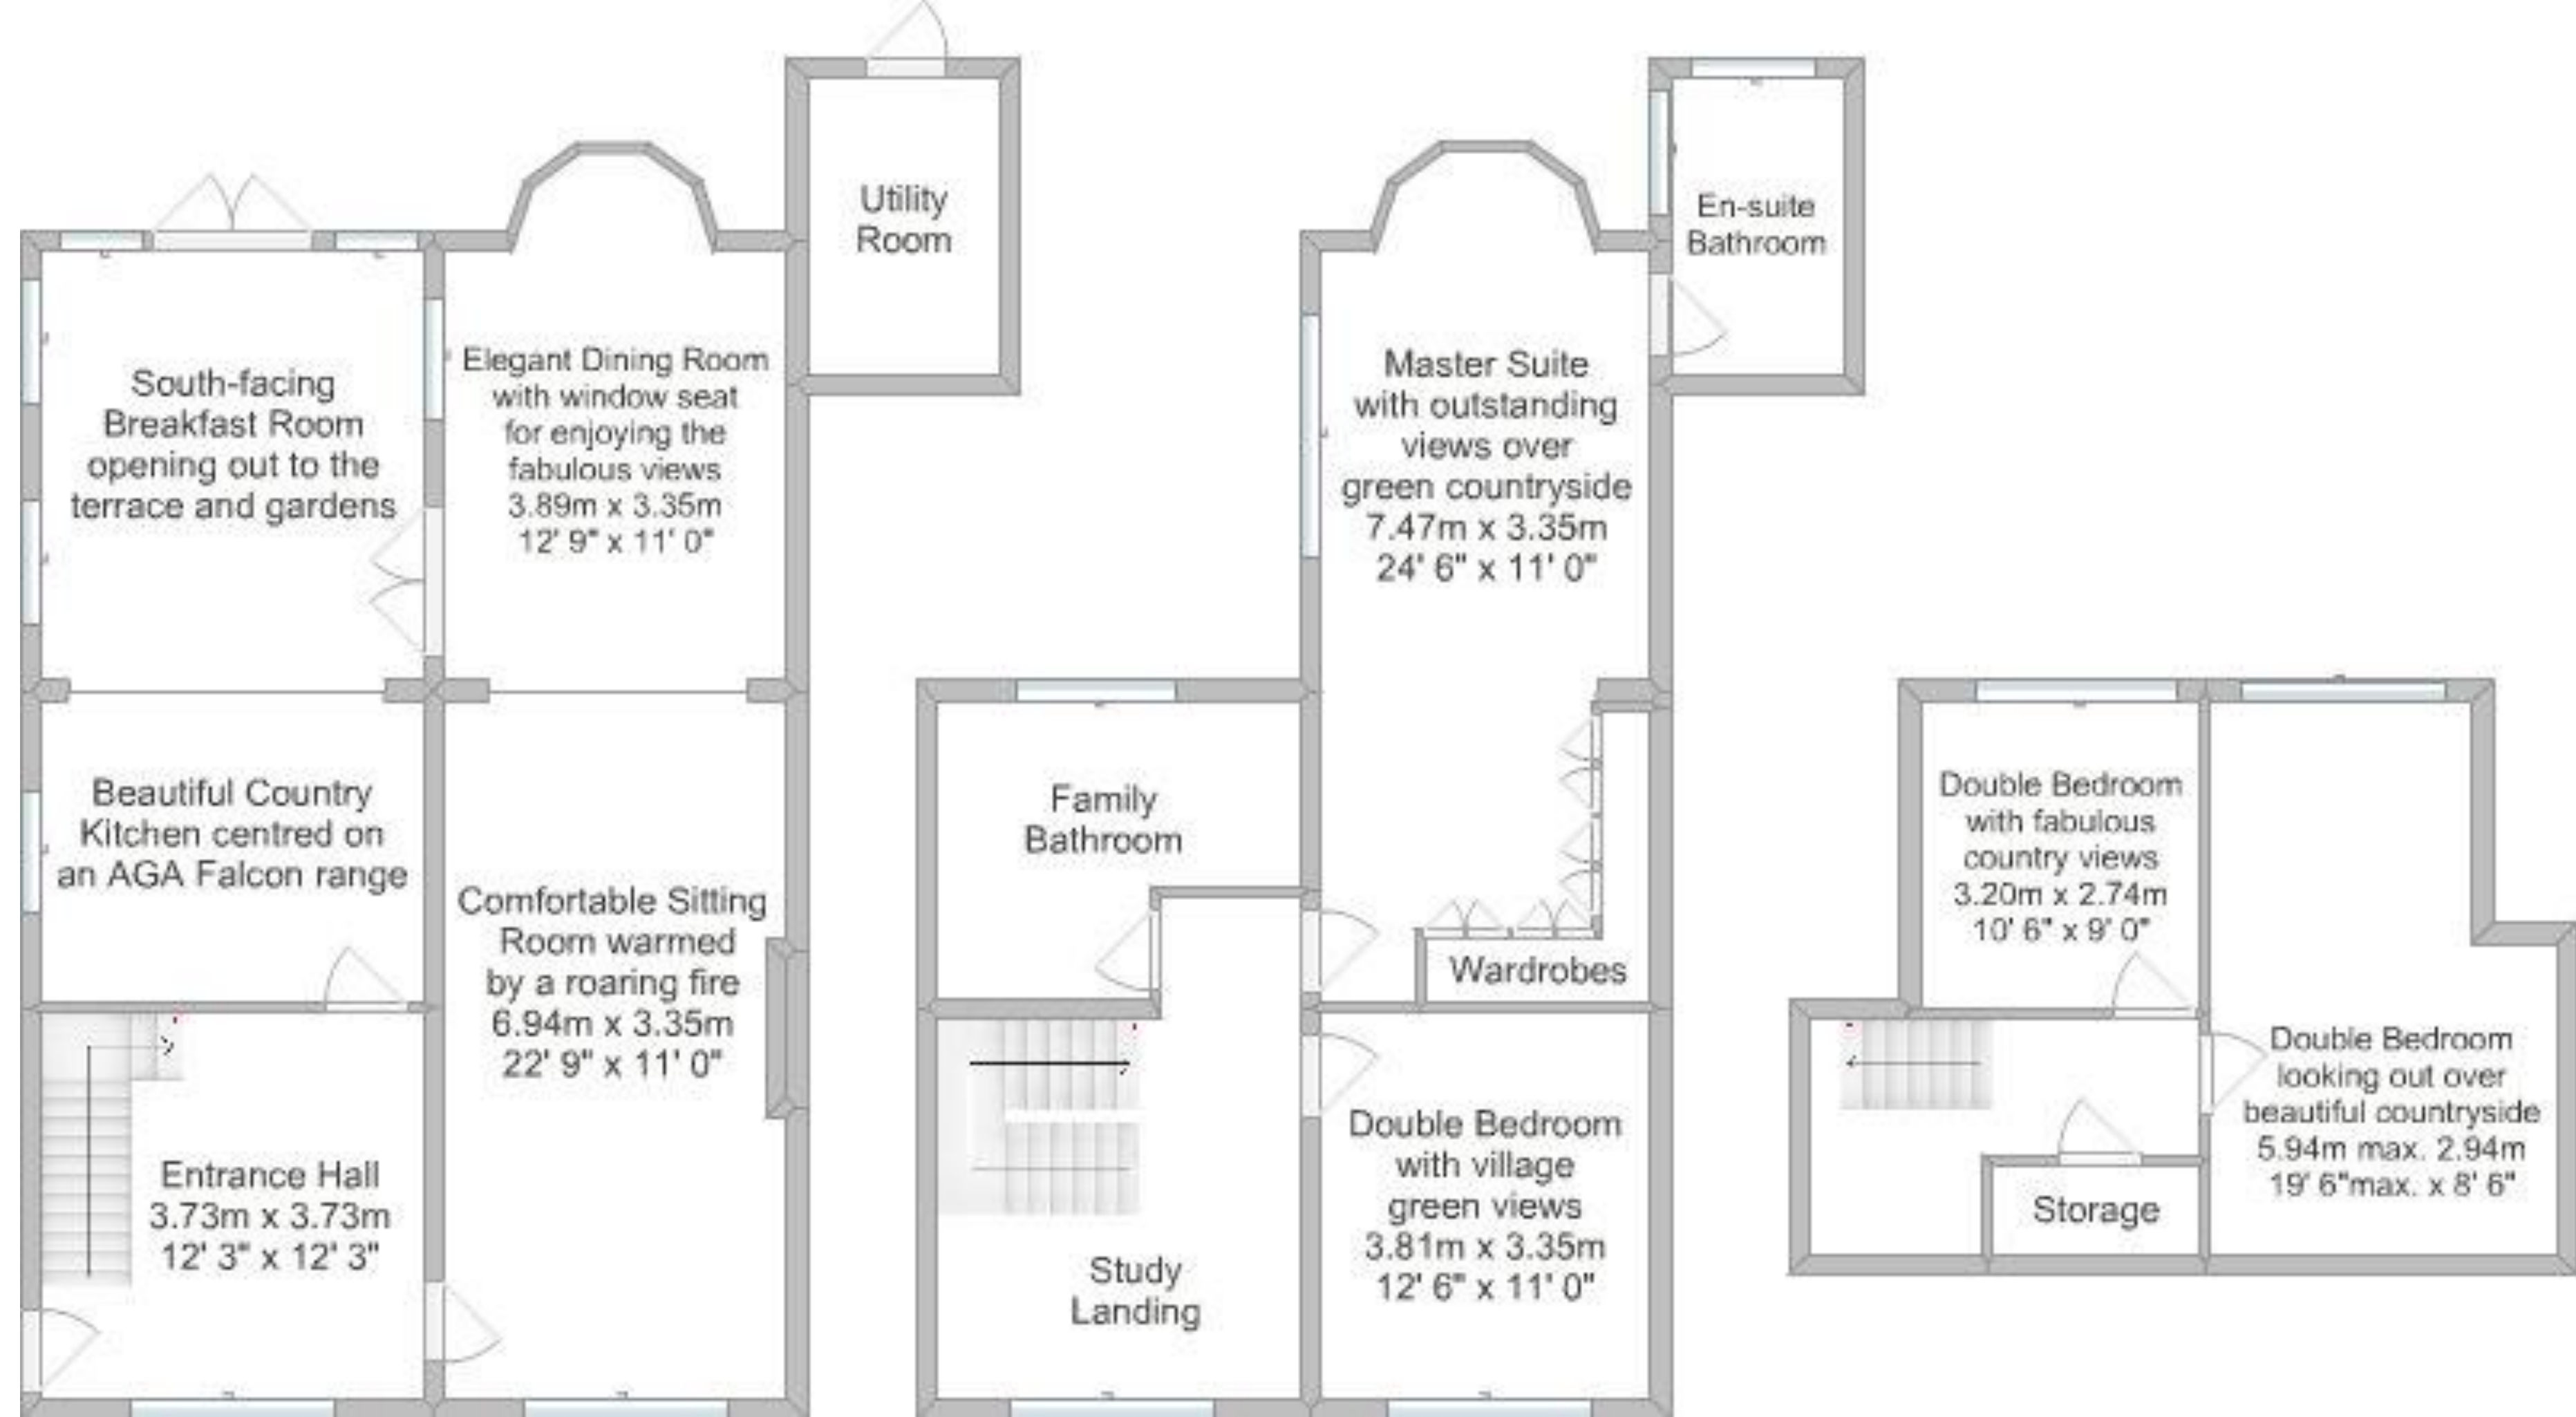 Utility
Room
South-facing
Breakfast Room
opening out to the
terrace and gardens
Elegant Dining Room
with window seat
for enjoying the
fabulous views
3.89m x 3.35m
12' 9" x 11' 0"
Beautiful Country
Kitchen centred on
an AGA Falcon range
Comfortable Sitting
Room warmed
by a roaring fire
6.94m x 3.35m
22' 9" x 11' 0"
Entrance Hall
3.73m x 3.73m
12' 3" x 12' 3"
En-suite
Bathroom
Master Suite
with outstanding
views over
green countryside
7.47m x 3.35m
24' 6" x 11' 0"
Family
Bathroom
Wardrobes
Double Bedroom
with village
green views
3.81m x 3.35m
12' 6" x 11' 0"
Study
Landing
Double Bedroom
with fabulous
country views
3.20m x 2.74m
10' 6" x 9' 0"
Double Bedroom
looking out over
beautiful countryside
5.94m max. 2.94m
19' 6"max. x 8' 6"
Storage